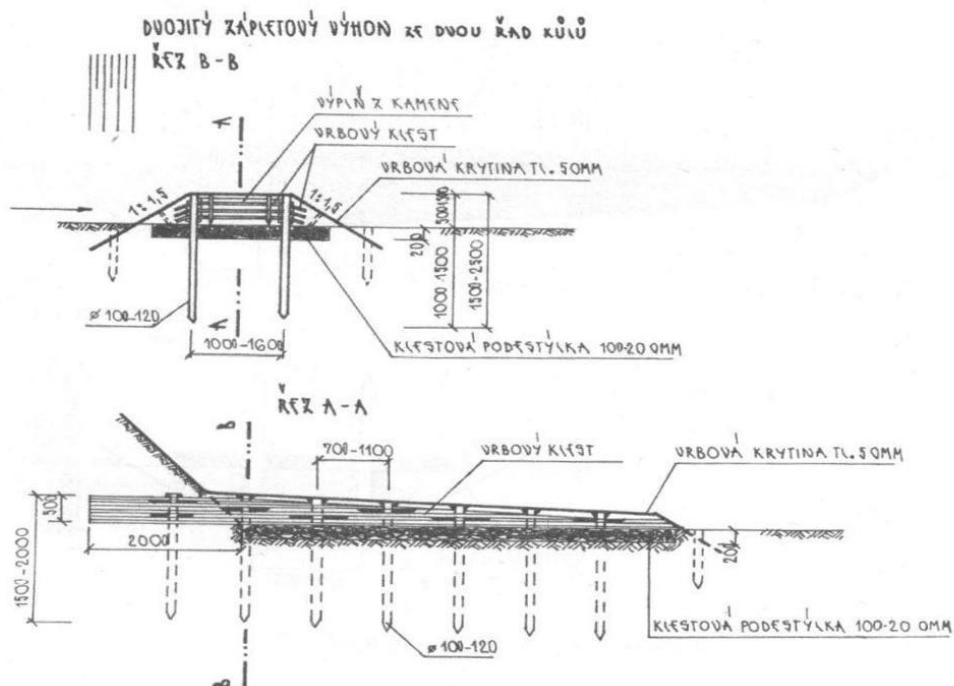 DVOJITÝ ZÁPLETOVÝ VÝHON ZE DVOU ŘAD KŮLŮ
ŘEZ B-B
VÝPLŇ Z KAMENE
VRBOVÝ KLEST
VRBOVÁ KRYTINA TL. 50MM
A
1:1,5
1:1,5
200
1000-1500
1500-2500
Ø 100-120
A
1000-1600
KLESTOVÁ PODESTÝLKA 100-200MM
ŘEZ A-A
B
700-1100
VRBOVÝ KLEST
VRBOVÁ KRYTINA TL. 50MM
500
1500-2000
2000
200
KLESTOVÁ PODESTÝLKA 100-200MM
Ø 100-120
B